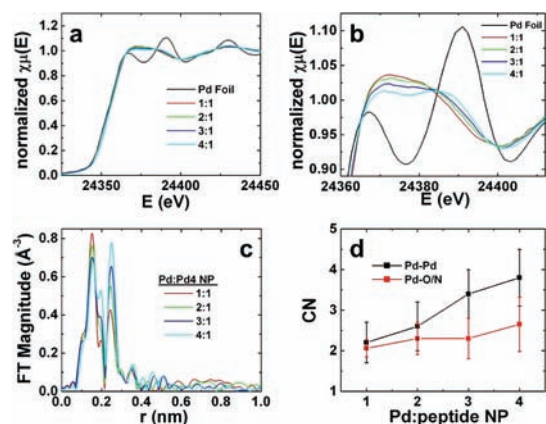 a
normalized χμ(E)
1.2
1.0
0.8
0.6
0.4
0.2
0.0
Pd Foil
1:1
2:1
3:1
4:1
24350
24400
24450
E (eV)
b
normalized χμ(E)
1.10
1.05
1.00
0.95
0.90
Pd Foil
1:1
2:1
3:1
4:1
24360
24380
24400
E (eV)
c
FT Magnitude (Å⁻³)
0.8
0.6
0.4
0.2
0.0
Pd:Pd4 NP
1:1
2:1
3:1
4:1
0.0 0.2 0.4 0.6 0.8 1.0
r (nm)
d
CN
5
4
3
2
1
0
Pd-Pd
Pd-O/N
1 2 3 4
Pd:peptide NP